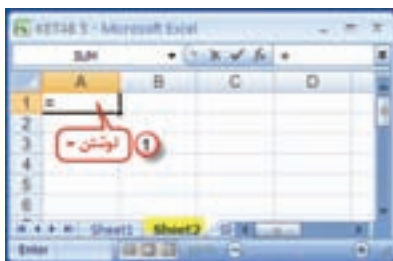 KETAB 5 - Microsoft Excel
SUM =
A B C D
1 =
2
3
4
5
6
نوشتن = 1
Sheet1 Sheet2
Enter